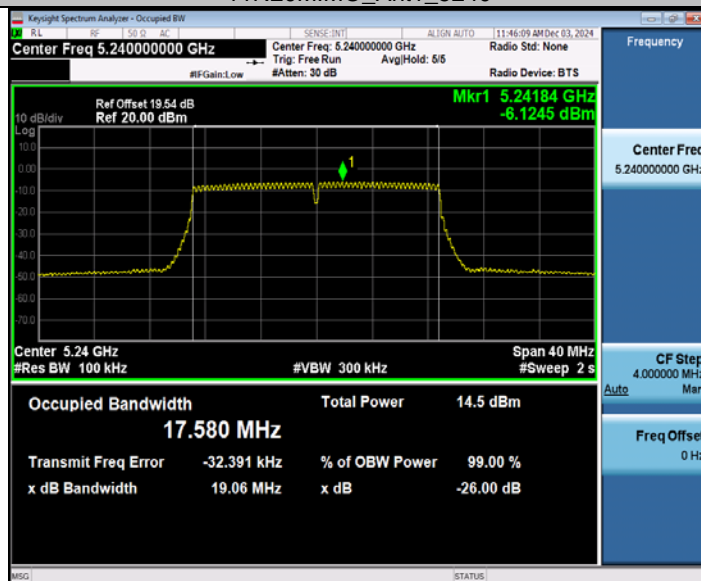 Keysight Spectrum Analyzer - Occupied BW
RL RF 50 Ω AC SENSE:INT ALIGN AUTO 11:46:09 AM Dec 03, 2024
Center Freq 5.240000000 GHz
Center Freq: 5.240000000 GHz
Radio Std: None
Trig: Free Run Avg|Hold: 5/5
#IFGain:Low #Atten: 30 dB Radio Device: BTS
Frequency
Mkr1 5.24184 GHz
-6.1245 dBm
Ref Offset 19.54 dB
10 dB/div Ref 20.00 dBm
Log
10.0
0.00
-10.0
-20.0
-30.0
-40.0
-50.0
-60.0
-70.0
1
Center Freq
5.240000000 GHz
Center 5.24 GHz Span 40 MHz
#Res BW 100 kHz #VBW 300 kHz #Sweep 2 s
CF Step
4.000000 MHz
Auto Man
Occupied Bandwidth Total Power 14.5 dBm
17.580 MHz
Transmit Freq Error -32.391 kHz % of OBW Power 99.00 %
x dB Bandwidth 19.06 MHz x dB -26.00 dB
Freq Offset
0 Hz
MSG STATUS